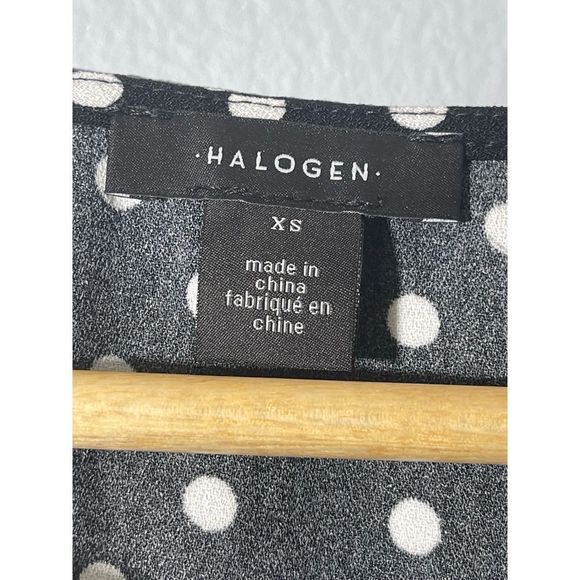 ·HALOGEN·
XS
made in
china
fabriqué en
chine